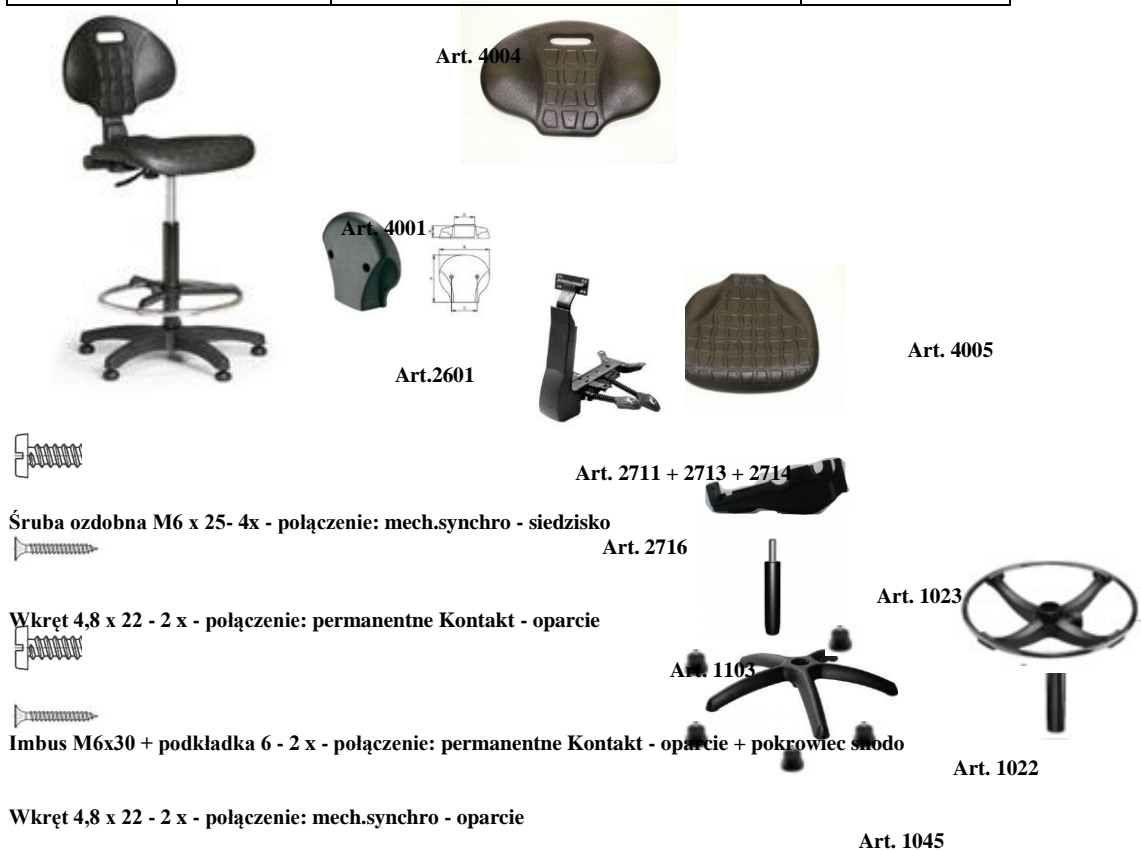 Art. 4004
Art. 4001
Art. 4005
Art.2601
Art. 2711 + 2713 + 2714
Śruba ozdobna M6 x 25- 4x - połączenie: mech.synchro - siedzisko
Art. 2716
Art. 1023
Wkręt 4,8 x 22 - 2 x - połączenie: permanentne Kontakt - oparcie
Art. 1103
Imbus M6x30 + podkładka 6 - 2 x - połączenie: permanentne Kontakt - oparcie + pokrowiec snodo
Art. 1022
Wkręt 4,8 x 22 - 2 x - połączenie: mech.synchro - oparcie
Art. 1045